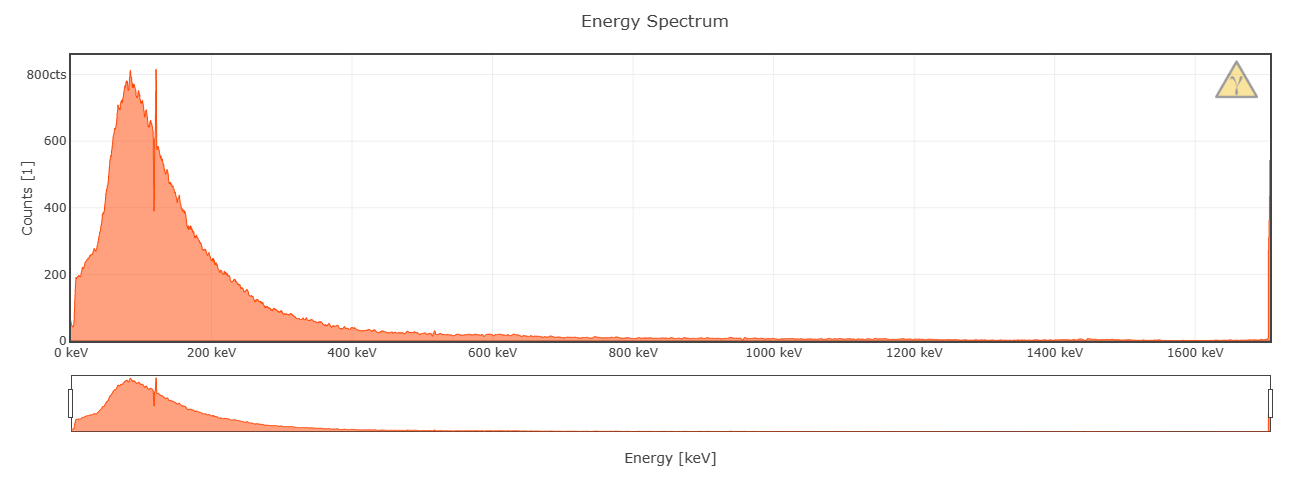 Energy Spectrum
800cts
600
400
200
0
Counts [1]
0 keV 200 keV 400 keV 600 keV 800 keV 1000 keV 1200 keV 1400 keV 1600 keV
Energy [keV]
γ